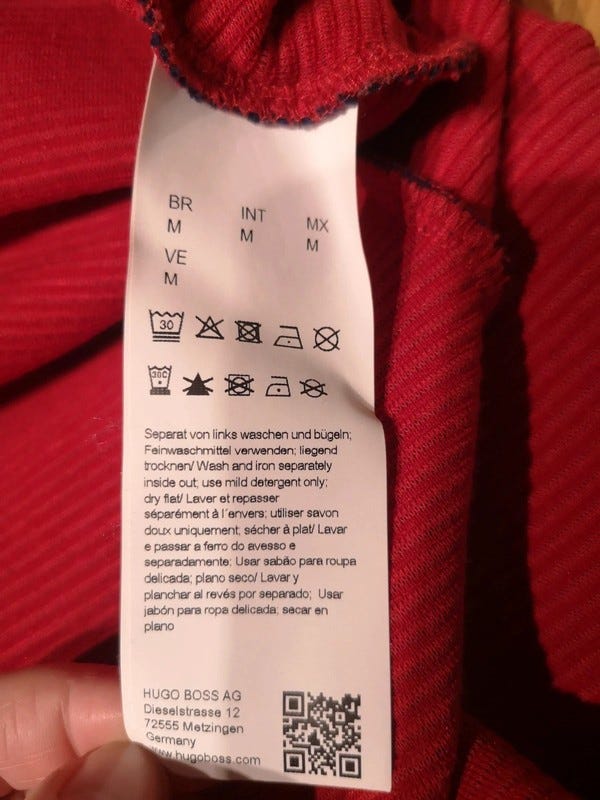 BR INT MX
M M M
VE
M
30
30C
Separat von links waschen und bügeln;
Feinwaschmittel verwenden; liegend
trocknen/ Wash and iron separately
inside out; use mild detergent only;
dry flat/ Laver et repasser
séparément à l´envers; utiliser savon
doux uniquement; sécher à plat/ Lavar
e passar a ferro do avesso e
separadamente: Usar sabão para roupa
delicada; plano seco/ Lavar y
planchar al revés por separado;  Usar
jabón para ropa delicada; secar en
plano
HUGO BOSS AG
Dieselstrasse 12
72555 Metzingen
Germany
www.hugoboss.com